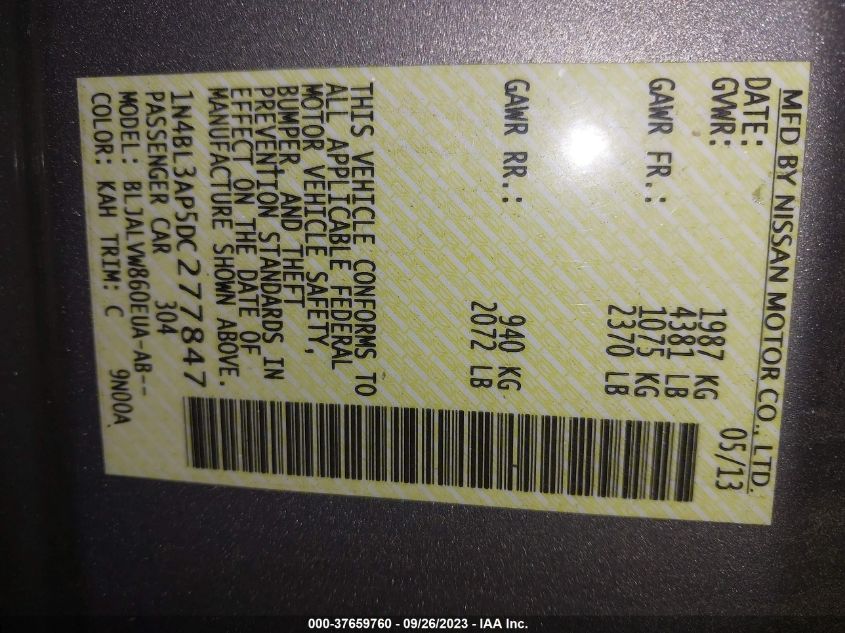 MFD BY NISSAN MOTOR CO., LTD.
DATE: 05/13
GVWR: 1987 KG
4381 LB
GAWR FR.: 1075 KG
2370 LB
GAWR RR.: 940 KG
2072 LB
THIS VEHICLE CONFORMS TO
ALL APPLICABLE FEDERAL
MOTOR VEHICLE SAFETY,
BUMPER, AND THEFT
PREVENTION STANDARDS IN
EFFECT ON THE DATE OF
MANUFACTURE SHOWN ABOVE.
1N4BL3AP5DC277847
PASSENGER CAR 304
MODEL: BLJALVW860EUA-AB--
COLOR: KAH TRIM: C 9N00A
000-37659760 - 09/26/2023 - IAA Inc.